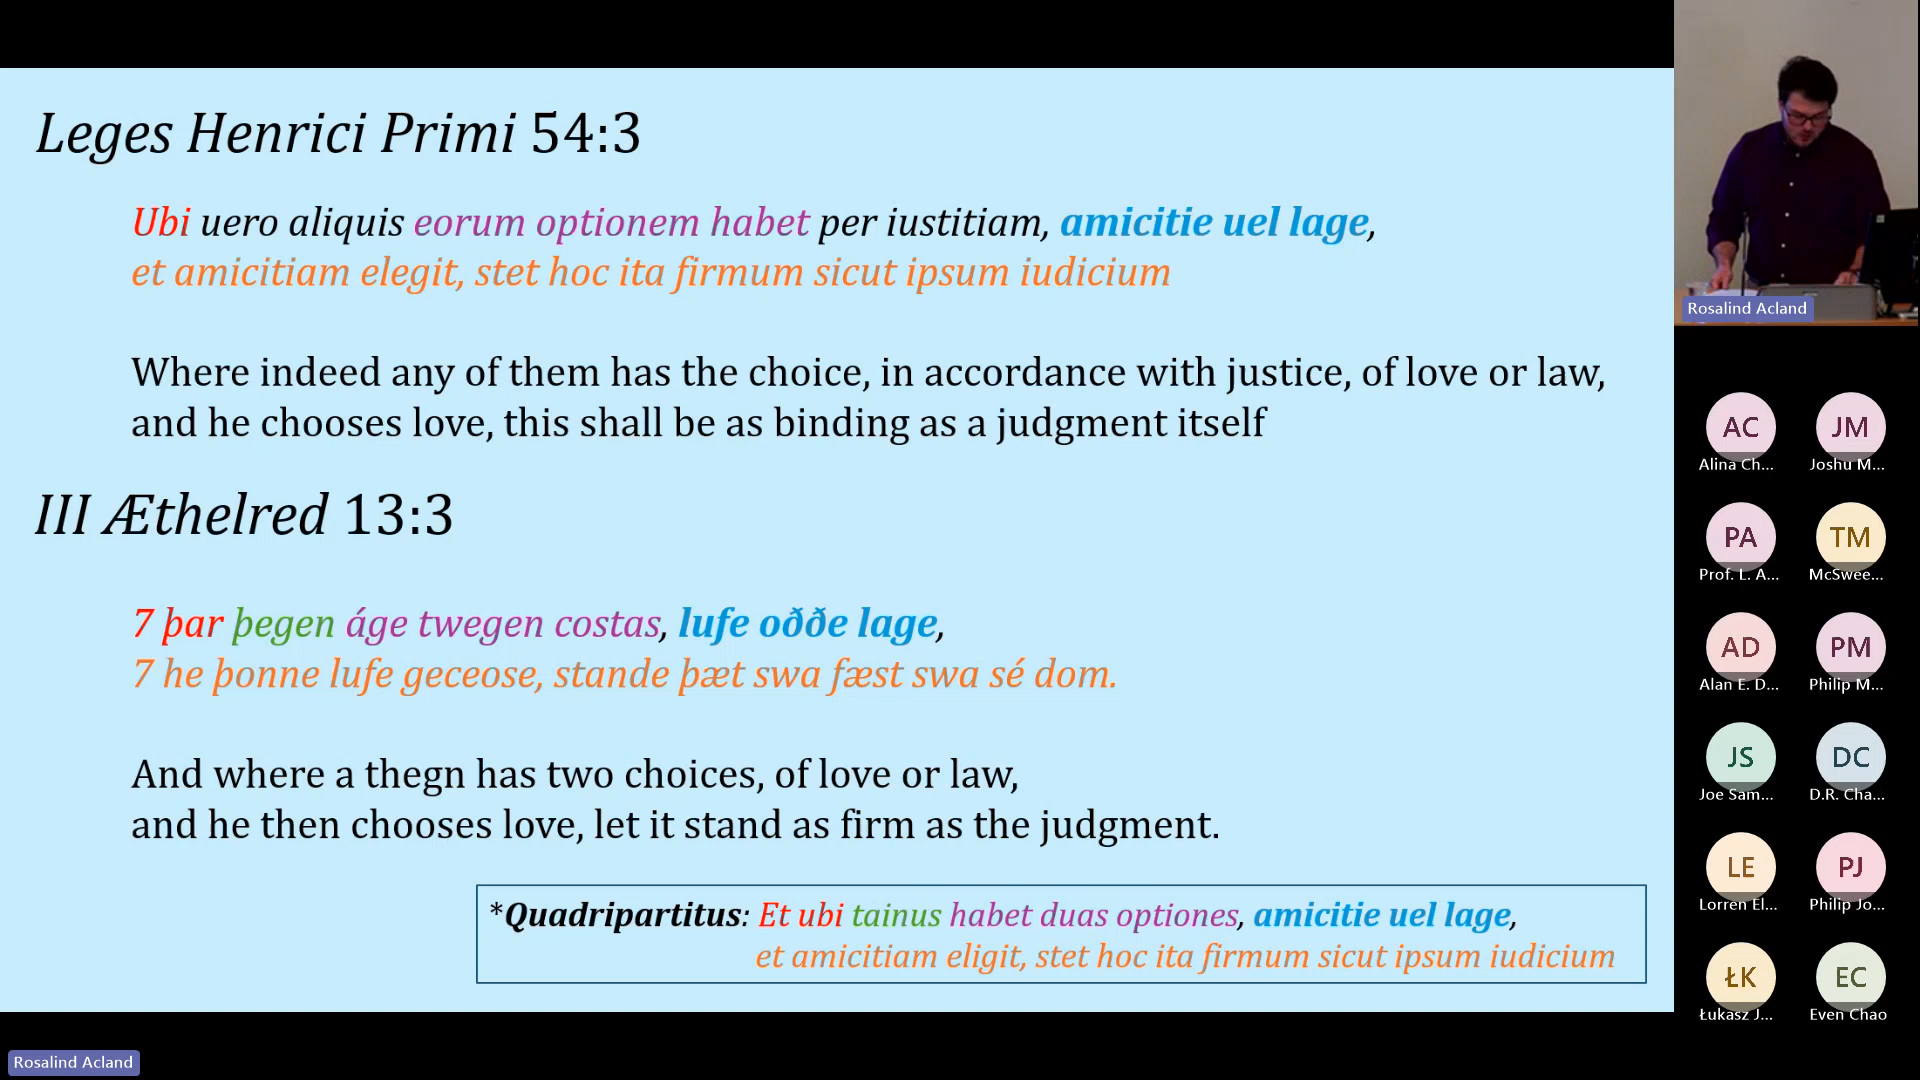 Leges Henrici Primi 54:3
Ubi uero aliquis eorum optionem habet per iustitiam, amicitie uel lage,
et amicitiam elegit, stet hoc ita firmum sicut ipsum iudicium
Where indeed any of them has the choice, in accordance with justice, of love or law,
and he chooses love, this shall be as binding as a judgment itself
III Æthelred 13:3
7 þar þegen áge twegen costas, lufe oððe lage,
7 he þonne lufe geceose, stande þæt swa fæst swa sé dom.
And where a thegn has two choices, of love or law,
and he then chooses love, let it stand as firm as the judgment.
*Quadripartitus: Et ubi tainus habet duas optiones, amicitie uel lage,
et amicitiam eligit, stet hoc ita firmum sicut ipsum iudicium
Rosalind Acland
Rosalind Acland
AC
Alina Ch...
JM
Joshu M...
PA
Prof. L. A...
TM
McSwee...
AD
Alan E. D...
PM
Philip M...
JS
Joe Sam...
DC
D.R. Cha...
LE
Lorren El...
PJ
Philip Jo...
ŁK
Łukasz J...
EC
Even Chao